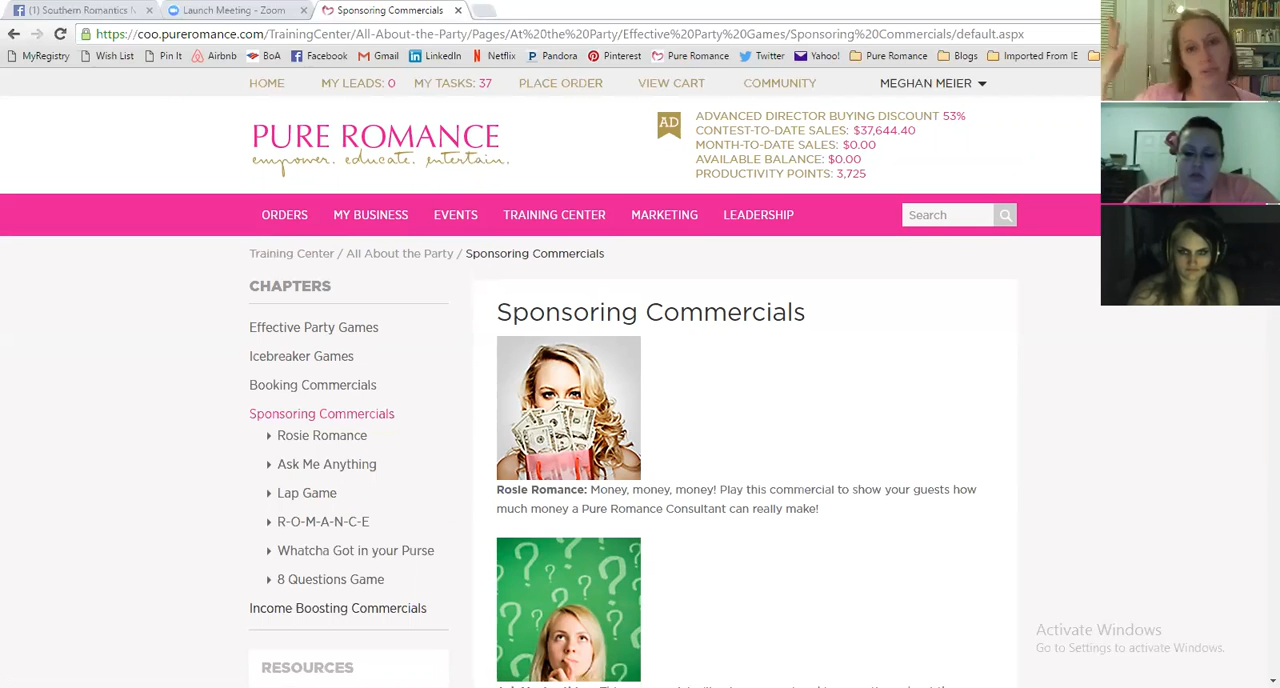 (1) Southern Romantics
Launch Meeting - Zoom
Sponsoring Commercials
https://coo.pureromance.com/TrainingCenter/All-About-the-Party/Pages/At%20the%20Party/Effective%20Party%20Games/Sponsoring%20Commercials/default.aspx
MyRegistry Wish List Pin It Airbnb BoA Facebook Gmail LinkedIn Netflix Pandora Pinterest Pure Romance Twitter Yahoo! Pure Romance Blogs Imported From IE
HOME MY LEADS: 0 MY TASKS: 37 PLACE ORDER VIEW CART COMMUNITY MEGHAN MEIER
PURE ROMANCE
empower. educate. entertain.
AD
ADVANCED DIRECTOR BUYING DISCOUNT 53%
CONTEST-TO-DATE SALES: $37,644.40
MONTH-TO-DATE SALES: $0.00
AVAILABLE BALANCE: $0.00
PRODUCTIVITY POINTS: 3,725
ORDERS MY BUSINESS EVENTS TRAINING CENTER MARKETING LEADERSHIP Search
Training Center / All About the Party / Sponsoring Commercials
CHAPTERS
Effective Party Games
Icebreaker Games
Booking Commercials
Sponsoring Commercials
Rosie Romance
Ask Me Anything
Lap Game
R-O-M-A-N-C-E
Whatcha Got in your Purse
8 Questions Game
Income Boosting Commercials
RESOURCES
Sponsoring Commercials
Rosie Romance: Money, money, money! Play this commercial to show your guests how
much money a Pure Romance Consultant can really make!
Activate Windows
Go to Settings to activate Windows.